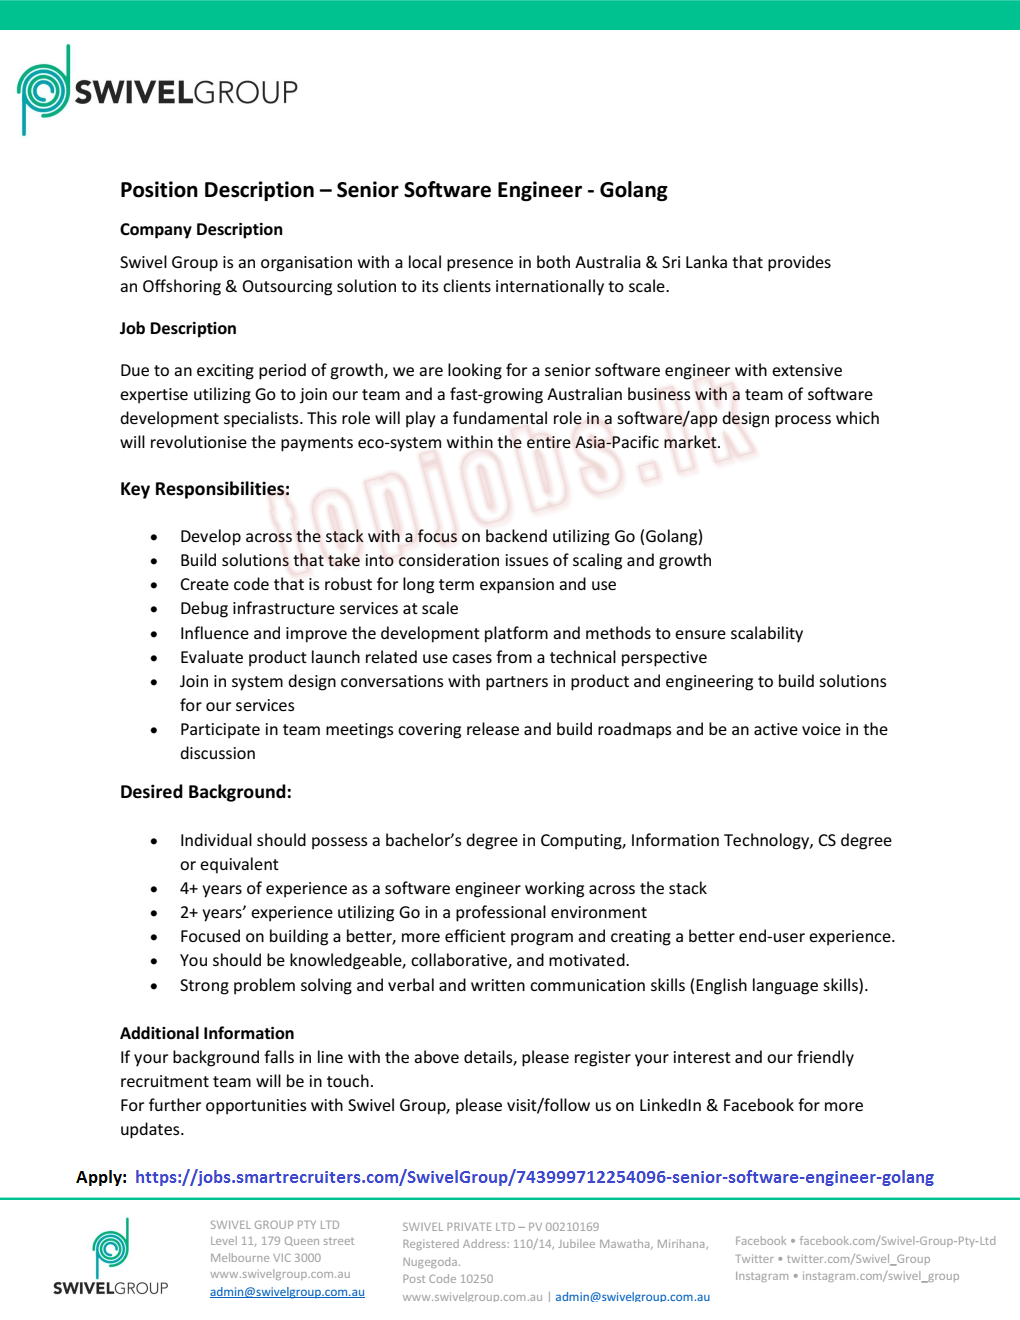 SWIVELGROUP
Position Description – Senior Software Engineer - Golang
Company Description
Swivel Group is an organisation with a local presence in both Australia & Sri Lanka that provides
an Offshoring & Outsourcing solution to its clients internationally to scale.
Job Description
Due to an exciting period of growth, we are looking for a senior software engineer with extensive
expertise utilizing Go to join our team and a fast-growing Australian business with a team of software
development specialists. This role will play a fundamental role in a software/app design process which
will revolutionise the payments eco-system within the entire Asia-Pacific market.
topjobs.lk
Key Responsibilities:
• Develop across the stack with a focus on backend utilizing Go (Golang)
• Build solutions that take into consideration issues of scaling and growth
• Create code that is robust for long term expansion and use
• Debug infrastructure services at scale
• Influence and improve the development platform and methods to ensure scalability
• Evaluate product launch related use cases from a technical perspective
• Join in system design conversations with partners in product and engineering to build solutions
for our services
• Participate in team meetings covering release and build roadmaps and be an active voice in the
discussion
Desired Background:
• Individual should possess a bachelor’s degree in Computing, Information Technology, CS degree
or equivalent
• 4+ years of experience as a software engineer working across the stack
• 2+ years’ experience utilizing Go in a professional environment
• Focused on building a better, more efficient program and creating a better end-user experience.
• You should be knowledgeable, collaborative, and motivated.
• Strong problem solving and verbal and written communication skills (English language skills).
Additional Information
If your background falls in line with the above details, please register your interest and our friendly
recruitment team will be in touch.
For further opportunities with Swivel Group, please visit/follow us on LinkedIn & Facebook for more
updates.
Apply: https://jobs.smartrecruiters.com/SwivelGroup/743999712254096-senior-software-engineer-golang
SWIVELGROUP
SWIVEL GROUP PTY LTD
Level 11, 179 Queen street
Melbourne VIC 3000
www.swivelgroup.com.au
admin@swivelgroup.com.au
SWIVEL PRIVATE LTD – PV 00210169
Registered Address: 110/14, Jubilee Mawatha, Mirihana,
Nugegoda.
Post Code 10250
www.swivelgroup.com.au | admin@swivelgroup.com.au
Facebook • facebook.com/Swivel-Group-Pty-Ltd
Twitter • twitter.com/Swivel_Group
Instagram • instagram.com/swivel_group